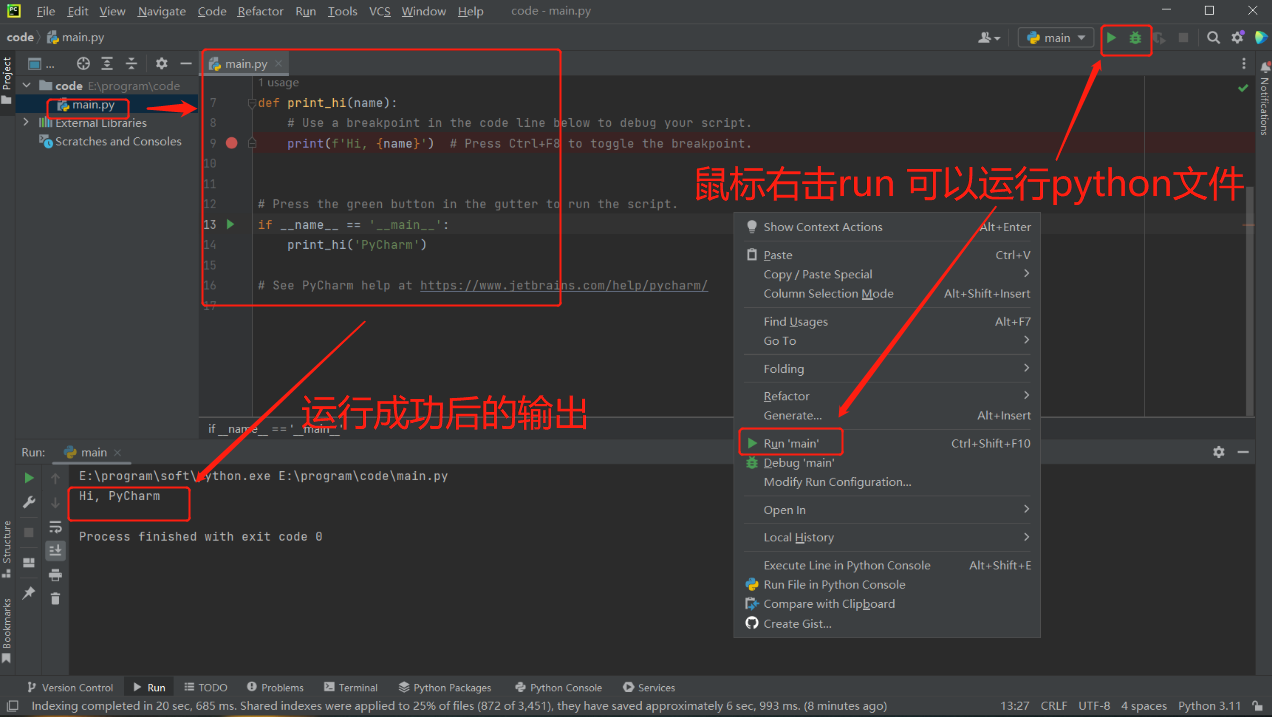 PC File Edit View Navigate Code Refactor Run Tools VCS Window Help code - main.py
code main.py main
Project ... main.py Notifications
code E:\program\code
main.py
External Libraries
Scratches and Consoles
1 usage
7 def print_hi(name):
8 # Use a breakpoint in the code line below to debug your script.
9 print(f'Hi, {name}') # Press Ctrl+F8 to toggle the breakpoint.
10
11
12 # Press the green button in the gutter to run the script.
13 if __name__ == '__main__':
14 print_hi('PyCharm')
15
16 # See PyCharm help at https://www.jetbrains.com/help/pycharm/
17
鼠标右击run 可以运行python文件
运行成功后的输出
if __name__ == '__main__'
Show Context Actions Alt+Enter
Paste Ctrl+V
Copy / Paste Special
Column Selection Mode Alt+Shift+Insert
Find Usages Alt+F7
Go To
Folding
Refactor
Generate... Alt+Insert
Run 'main' Ctrl+Shift+F10
Debug 'main'
Modify Run Configuration...
Open In
Local History
Execute Line in Python Console Alt+Shift+E
Run File in Python Console
Compare with Clipboard
Create Gist...
Run: main
E:\program\soft\python.exe E:\program\code\main.py
Hi, PyCharm
Process finished with exit code 0
Structure
Bookmarks
Version Control Run TODO Problems Terminal Python Packages Python Console Services
Indexing completed in 20 sec, 685 ms. Shared indexes were applied to 25% of files (872 of 3,451), they have saved approximately 6 sec, 993 ms. (8 minutes ago) 13:27 CRLF UTF-8 4 spaces Python 3.11